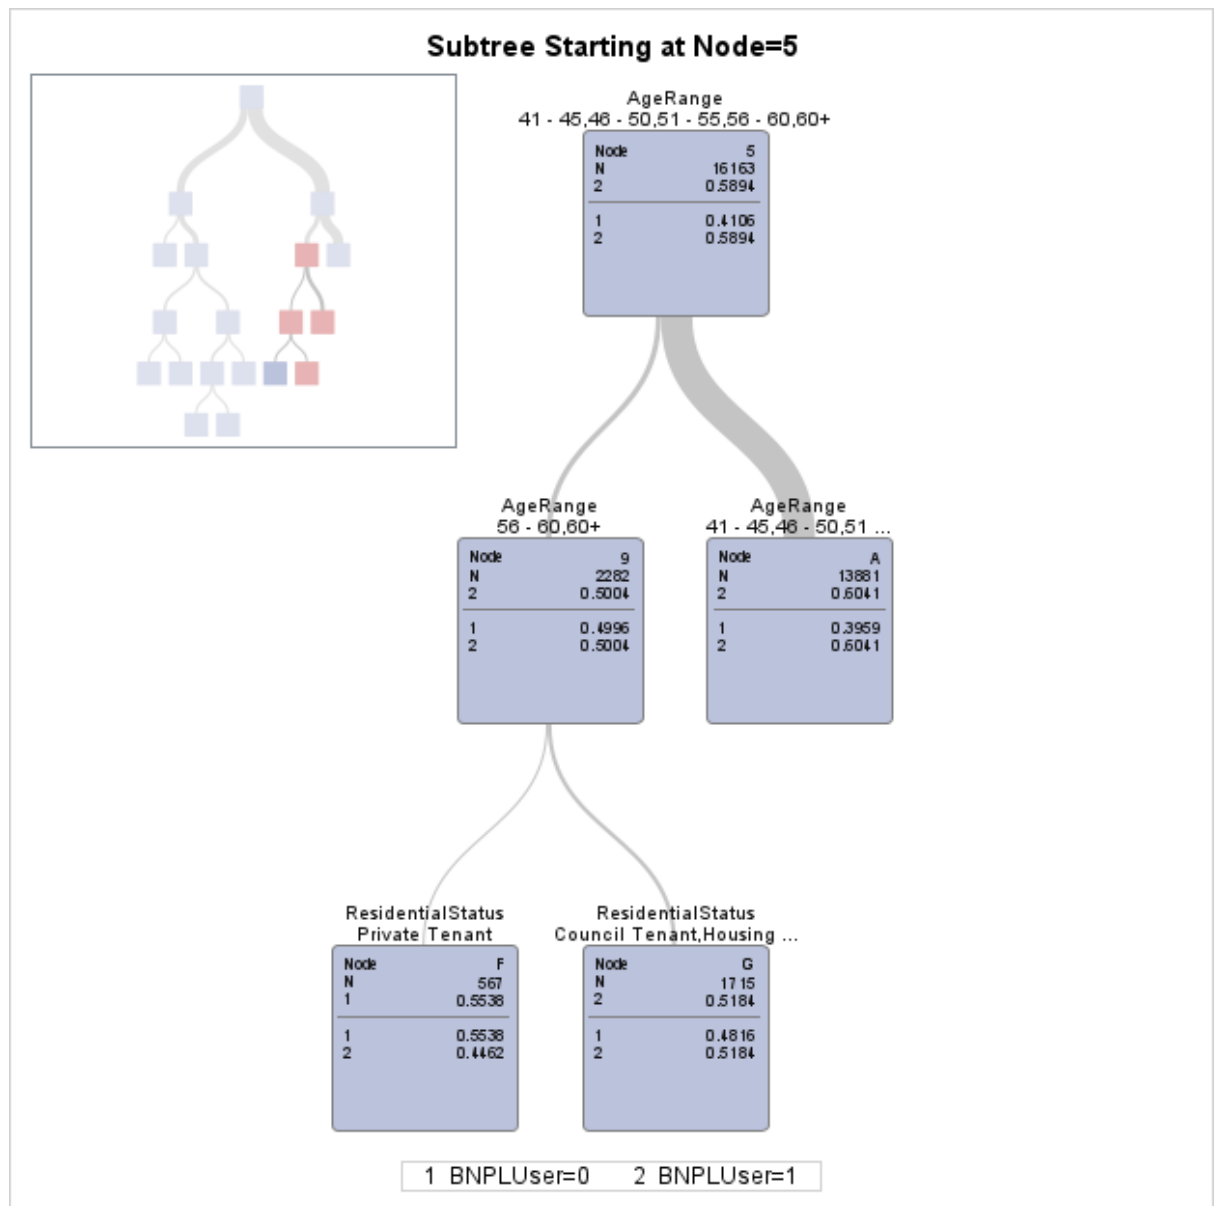 Subtree Starting at Node=5
AgeRange
41 - 45,46 - 50,51 - 55,56 - 60,60+
Node 5
N 16163
2 0.5894
1 0.4106
2 0.5894
AgeRange
56 - 60,60+
Node 9
N 2282
2 0.5004
1 0.4996
2 0.5004
AgeRange
41 - 45,46 - 50,51 ...
Node A
N 13881
2 0.6041
1 0.3959
2 0.6041
ResidentialStatus
Private Tenant
Node F
N 567
1 0.5538
1 0.5538
2 0.4462
ResidentialStatus
Council Tenant,Housing ...
Node G
N 1715
2 0.5184
1 0.4816
2 0.5184
1 BNPLUser=0 2 BNPLUser=1